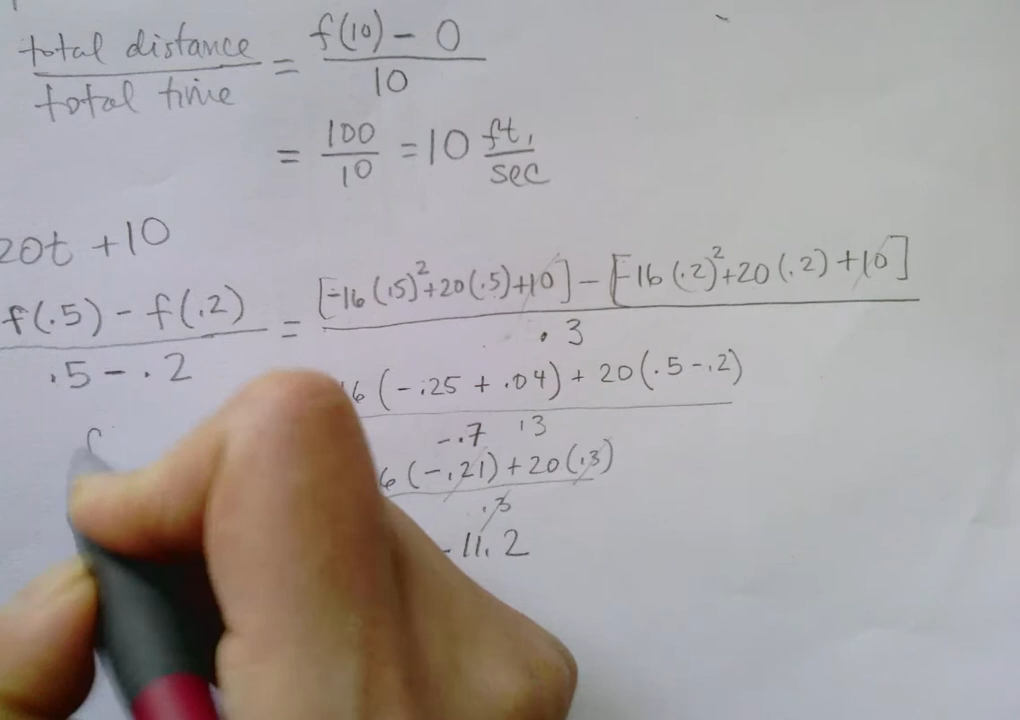 total distance / total time = f(10) - 0 / 10
= 100 / 10 = 10 ft. / sec
20t + 10
f(.5) - f(.2) / .5 - .2 = [-16(.5)²+20(.5)+10] - [-16(.2)²+20(.2)+10] / .3
6(-.25 + .04) + 20(.5-.2) / .3
-.7
6(-.21) + 20(.3) / .3
-11.2